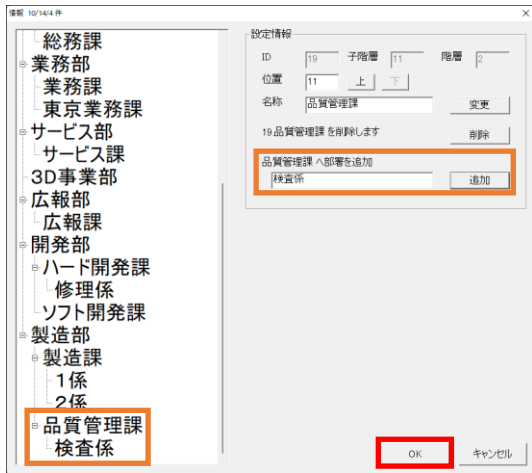 情報 10/14/4 件
総務課
業務部
業務課
東京業務課
サービス部
サービス課
3D事業部
広報部
広報課
開発部
ハード開発課
修理係
ソフト開発課
製造部
製造課
1係
2係
品質管理課
検査係
設定情報
ID 19 子階層 11 階層 2
位置 11 上 下
名称 品質管理課 変更
19.品質管理課 を削除します 削除
品質管理課 へ部署を追加
検査係 追加
OK キャンセル